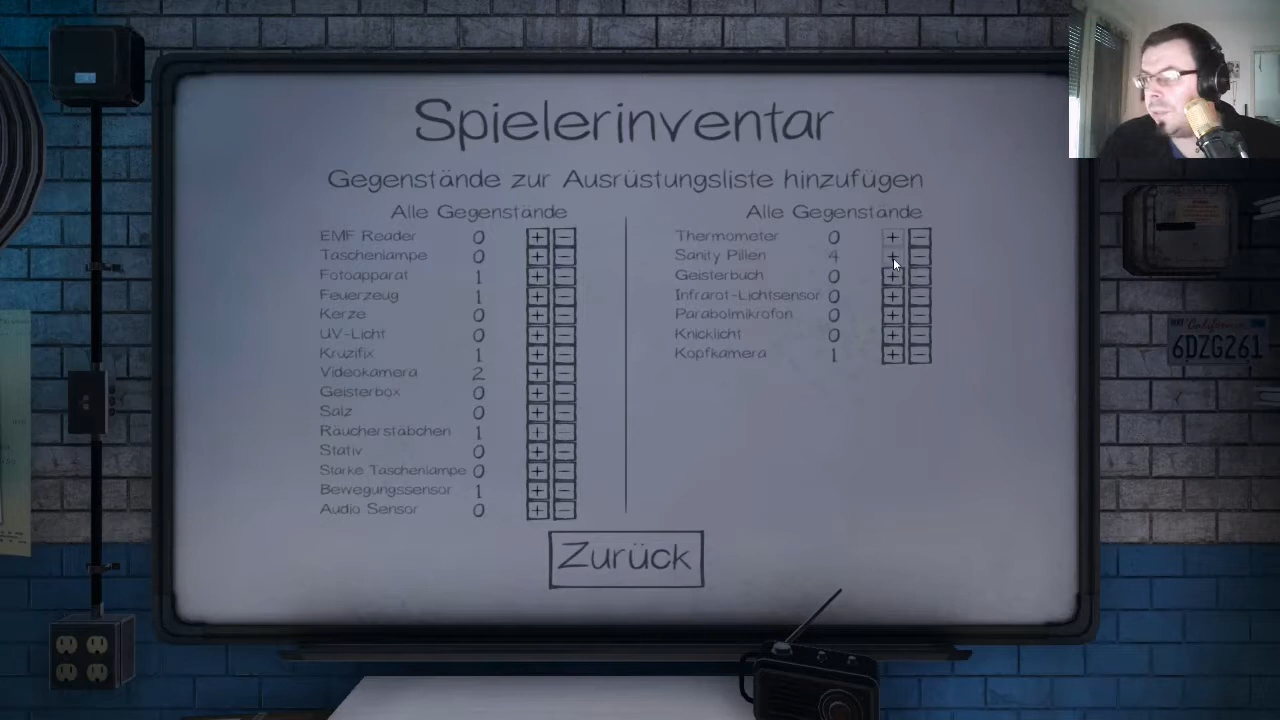 Spielerinventar
Gegenstände zur Ausrüstungsliste hinzufügen
Alle Gegenstände
EMF Reader 0 + −
Taschenlampe 0 + −
Fotoapparat 1 + −
Feuerzeug 1 + −
Kerze 0 + −
UV-Licht 0 + −
Kruzifix 1 + −
Videokamera 2 + −
Geisterbox 0 + −
Salz 0 + −
Räucherstäbchen 1 + −
Stativ 0 + −
Starke Taschenlampe 0 + −
Bewegungssensor 1 + −
Audio Sensor 0 + −
Alle Gegenstände
Thermometer 0 + −
Sanity Pillen 4 + −
Geisterbuch 0 + −
Infrarot-Lichtsensor 0 + −
Parabolmikrofon 0 + −
Knicklicht 0 + −
Kopfkamera 1 + −
Zurück
California
6DZG261